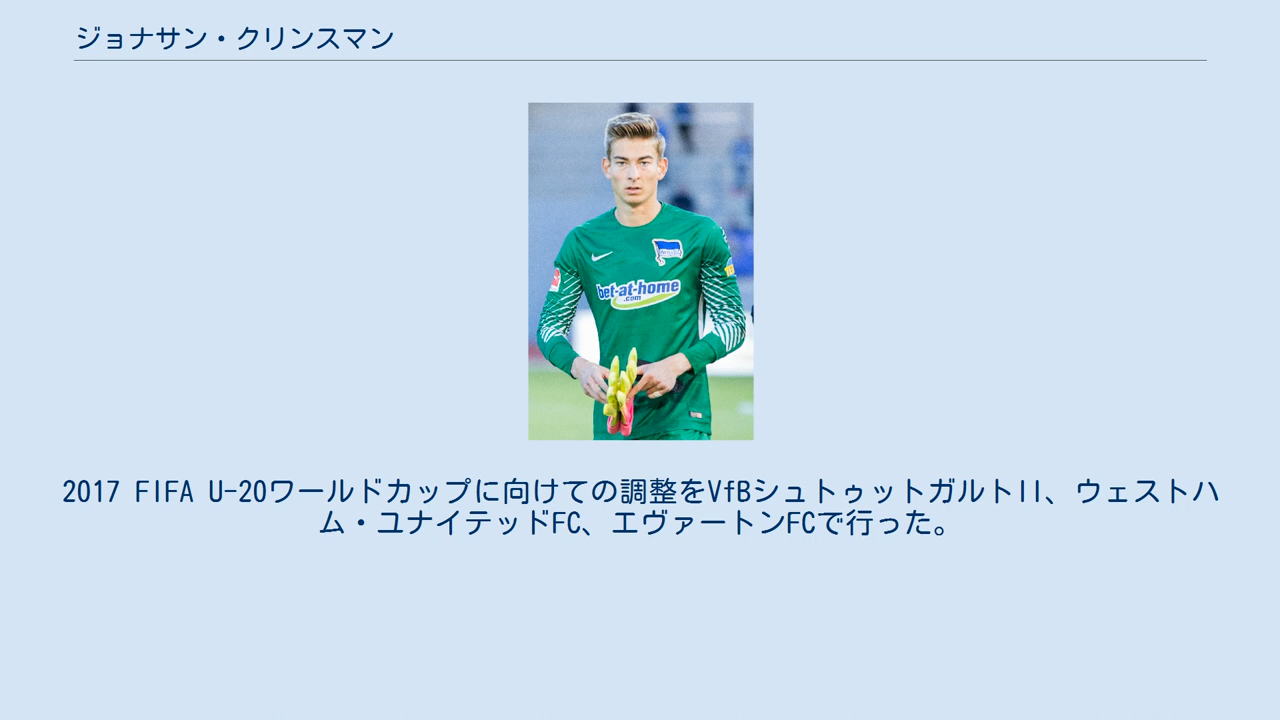 ジョナサン・クリンスマン
bet-at-home
.com
2017 FIFA U-20ワールドカップに向けての調整をVfBシュトゥットガルトII、ウェストハ
ム・ユナイテッドFC、エヴァートンFCで行った。